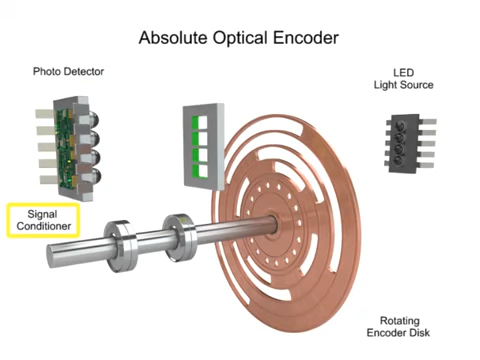 Absolute Optical Encoder
Photo Detector
LED
Light Source
Signal
Conditioner
Rotating
Encoder Disk